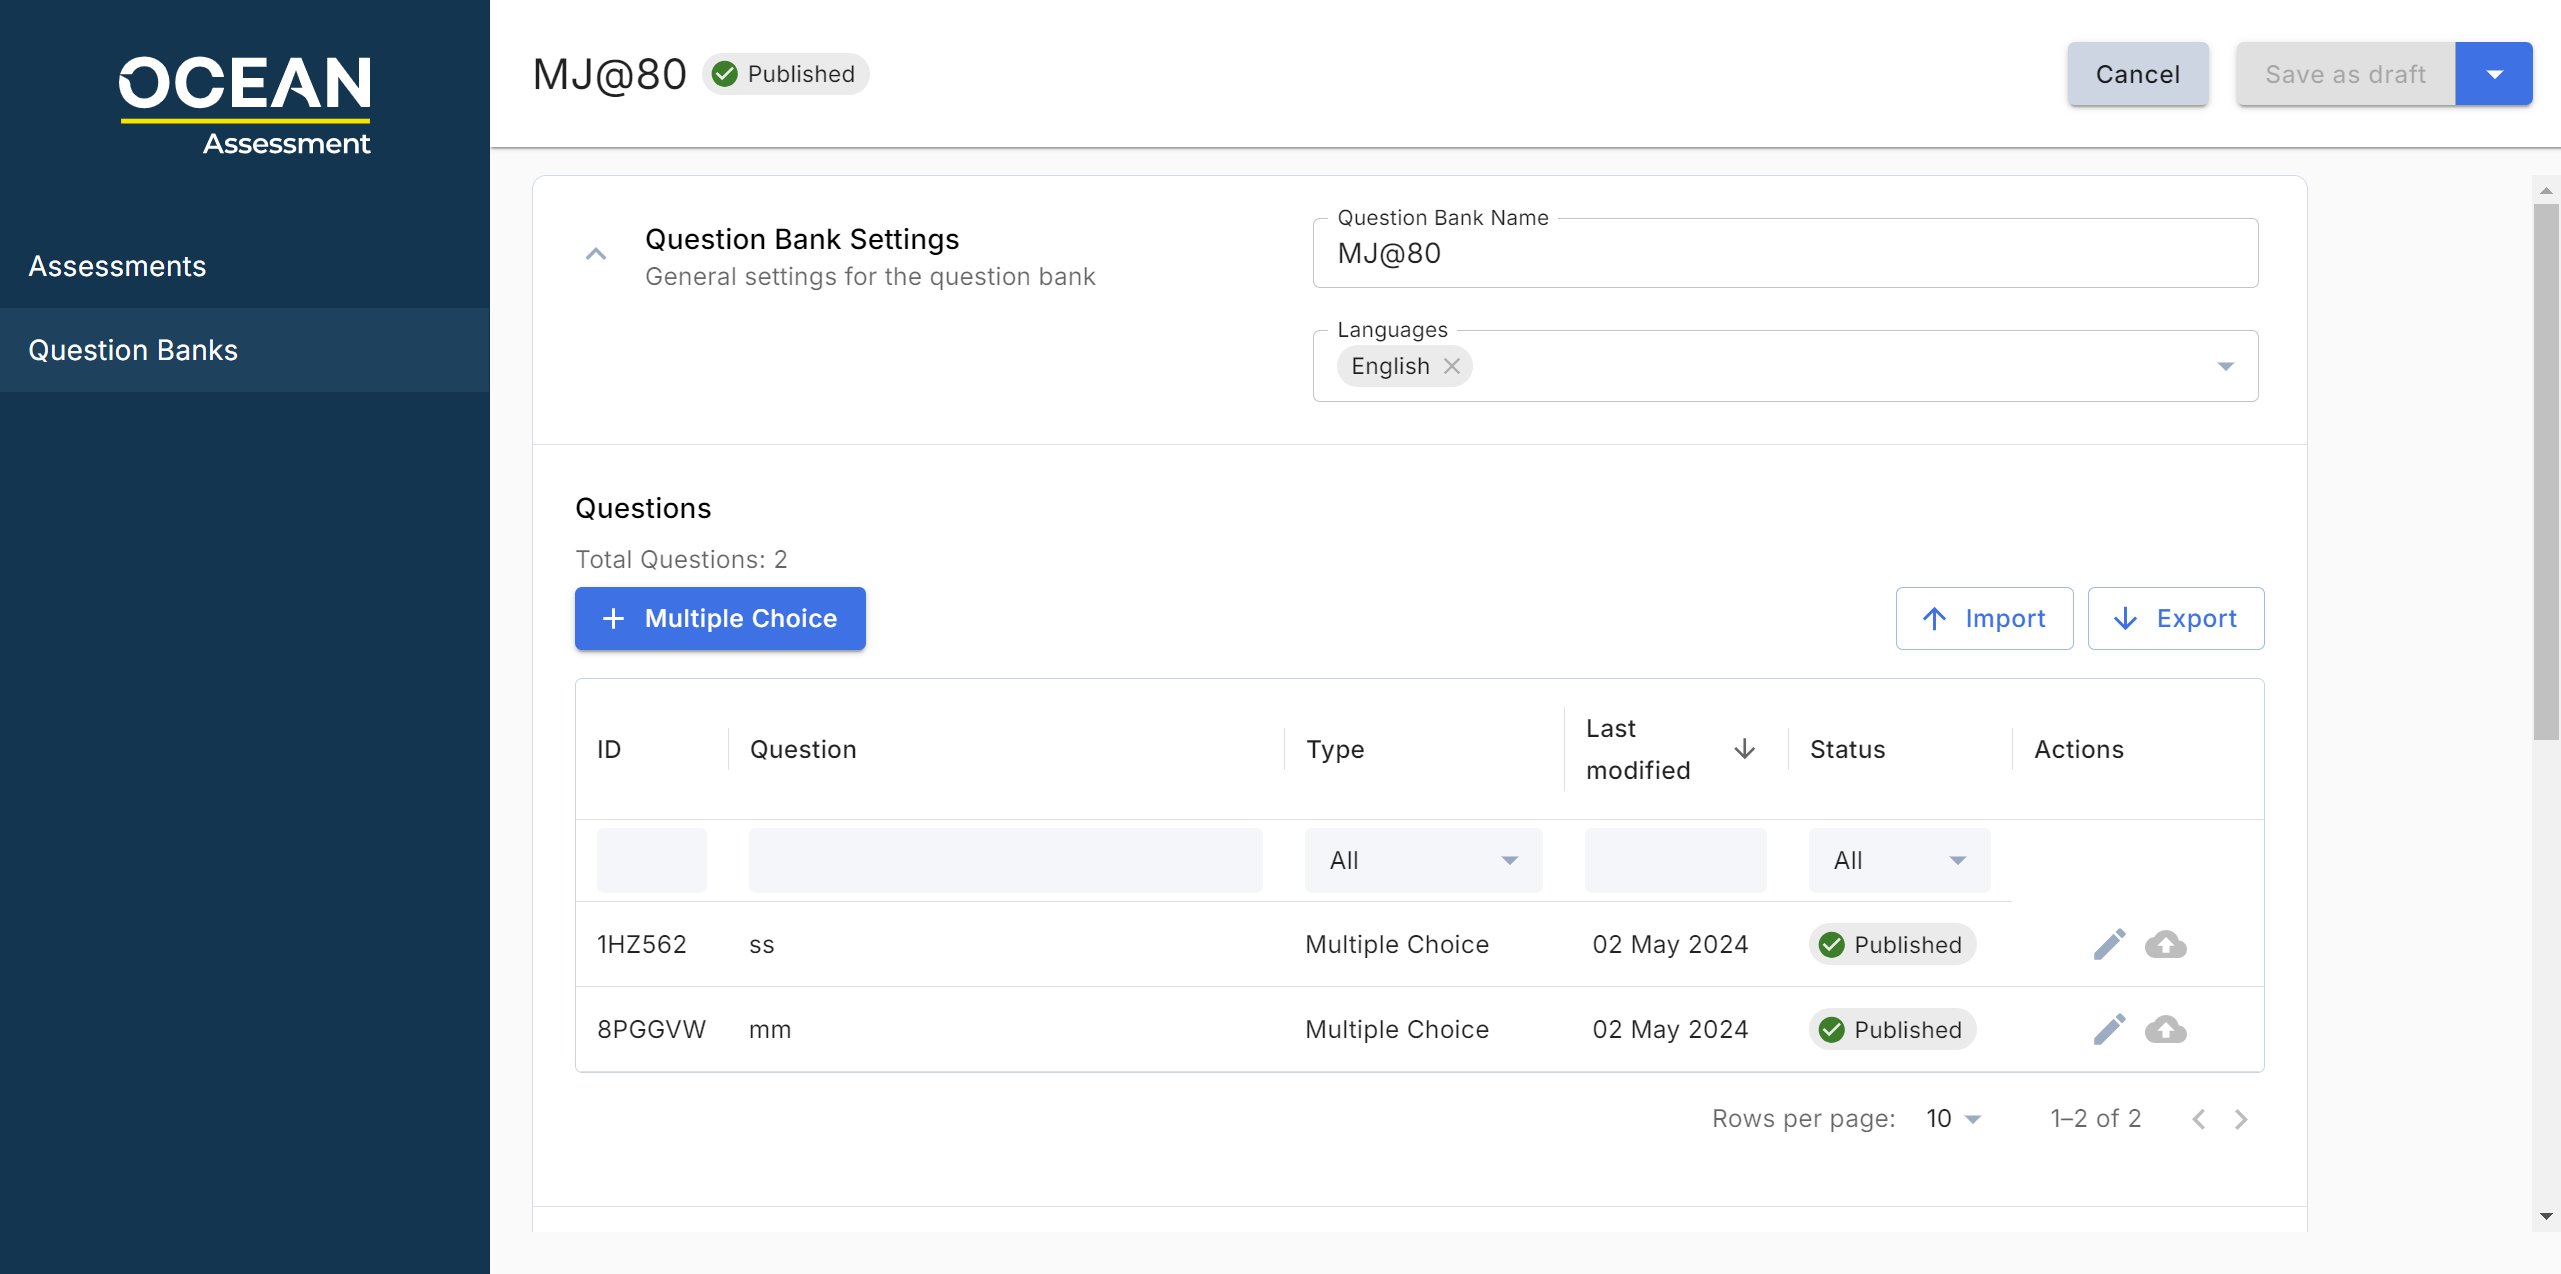 OCEAN
Assessment
Assessments
Question Banks
MJ@80
Published
Cancel
Save as draft
Question Bank Settings
General settings for the question bank
Question Bank Name
MJ@80
Languages
English
Questions
Total Questions: 2
Multiple Choice
Import
Export
ID
Question
Type
Last
modified
Status
Actions
All
All
1HZ562 ss Multiple Choice 02 May 2024 Published
8PGGVW mm Multiple Choice 02 May 2024 Published
Rows per page: 10 1–2 of 2